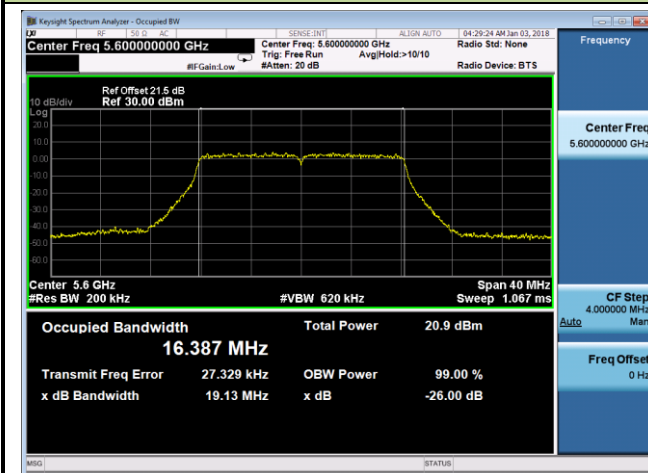 Keysight Spectrum Analyzer - Occupied BW
RF 50 Ω AC SENSE:INT ALIGN AUTO 04:29:24 AM Jan 03, 2018
Center Freq 5.600000000 GHz Center Freq: 5.600000000 GHz Radio Std: None
Trig: Free Run Avg|Hold:>10/10
#IFGain:Low #Atten: 20 dB Radio Device: BTS
Frequency
Ref Offset 21.5 dB
10 dB/div Ref 30.00 dBm
Log
20.0
10.0
0.00
-10.0
-20.0
-30.0
-40.0
-50.0
-60.0
Center 5.6 GHz Span 40 MHz
#Res BW 200 kHz #VBW 620 kHz Sweep 1.067 ms
Occupied Bandwidth Total Power 20.9 dBm
16.387 MHz
Transmit Freq Error 27.329 kHz OBW Power 99.00 %
x dB Bandwidth 19.13 MHz x dB -26.00 dB
Center Freq
5.600000000 GHz
CF Step
4.000000 MHz
Auto Man
Freq Offset
0 Hz
MSG STATUS